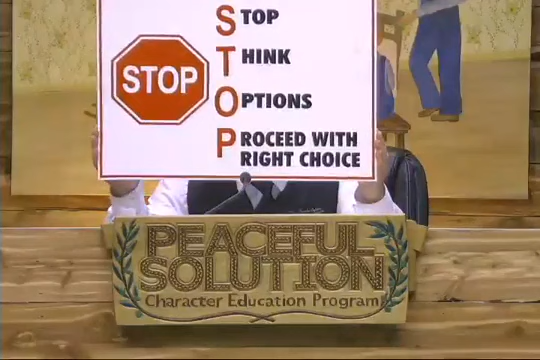 STOP
THINK
STOP
OPTIONS
PROCEED WITH
RIGHT CHOICE
PEACEFUL
SOLUTION
Character Education Program